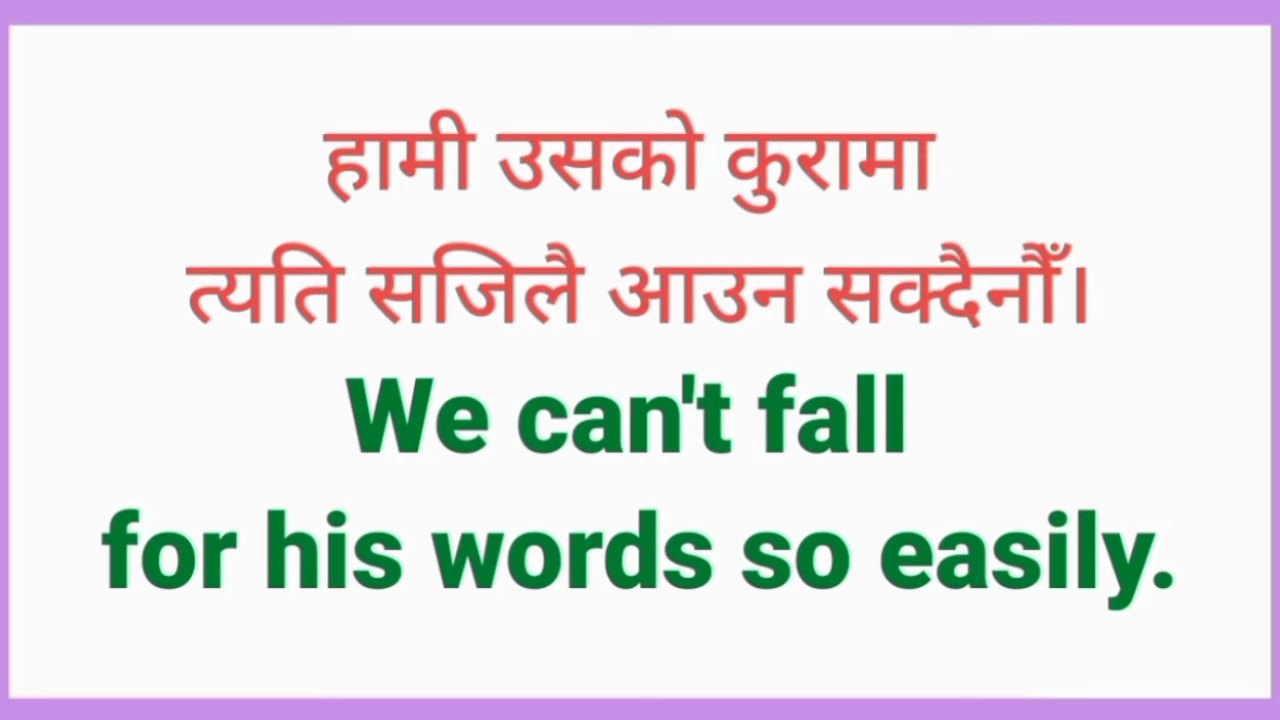 हामी उसको कुरामा
त्यति सजिलै आउन सक्दैनौँ।
We can't fall
for his words so easily.